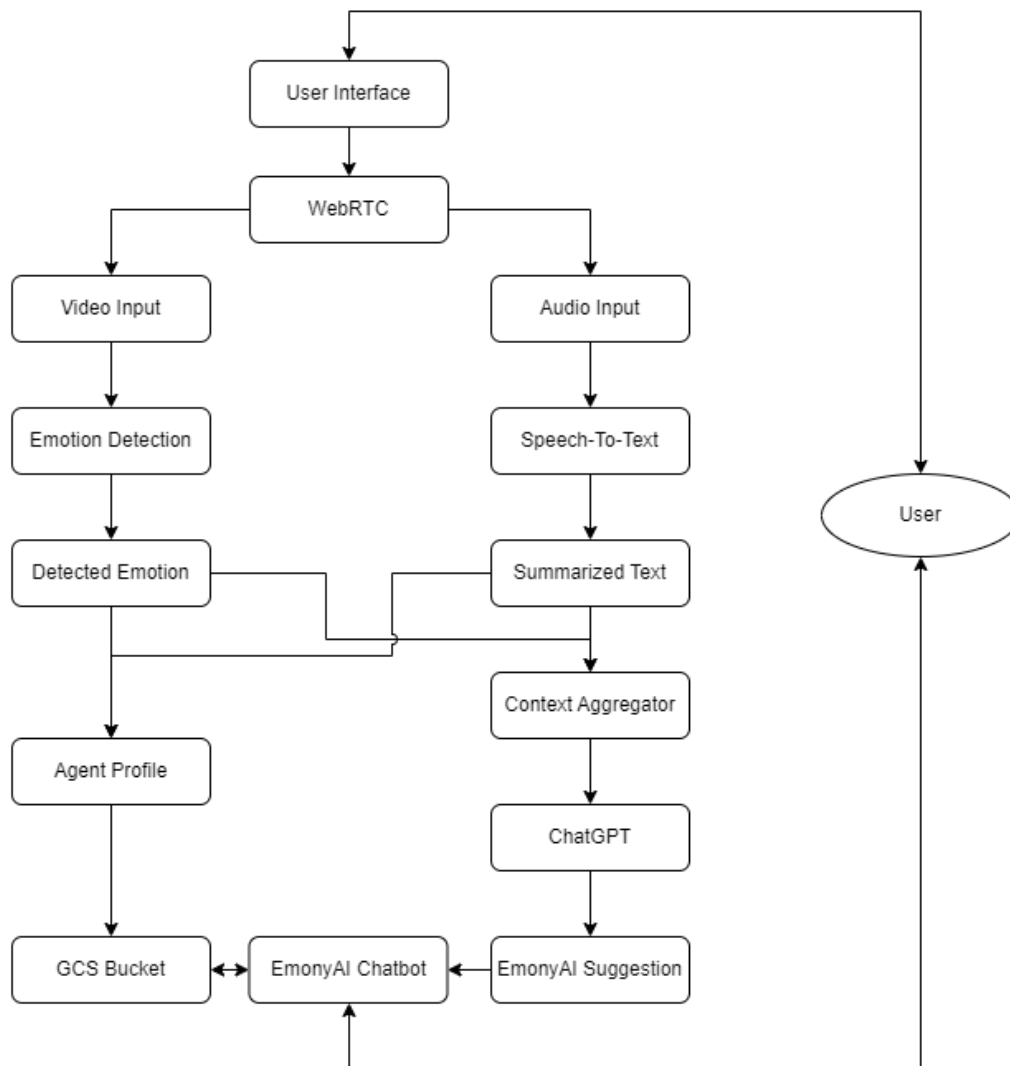 User Interface
WebRTC
Video Input
Audio Input
Emotion Detection
Speech-To-Text
User
Detected Emotion
Summarized Text
Context Aggregator
Agent Profile
ChatGPT
GCS Bucket
EmonyAI Chatbot
EmonyAI Suggestion